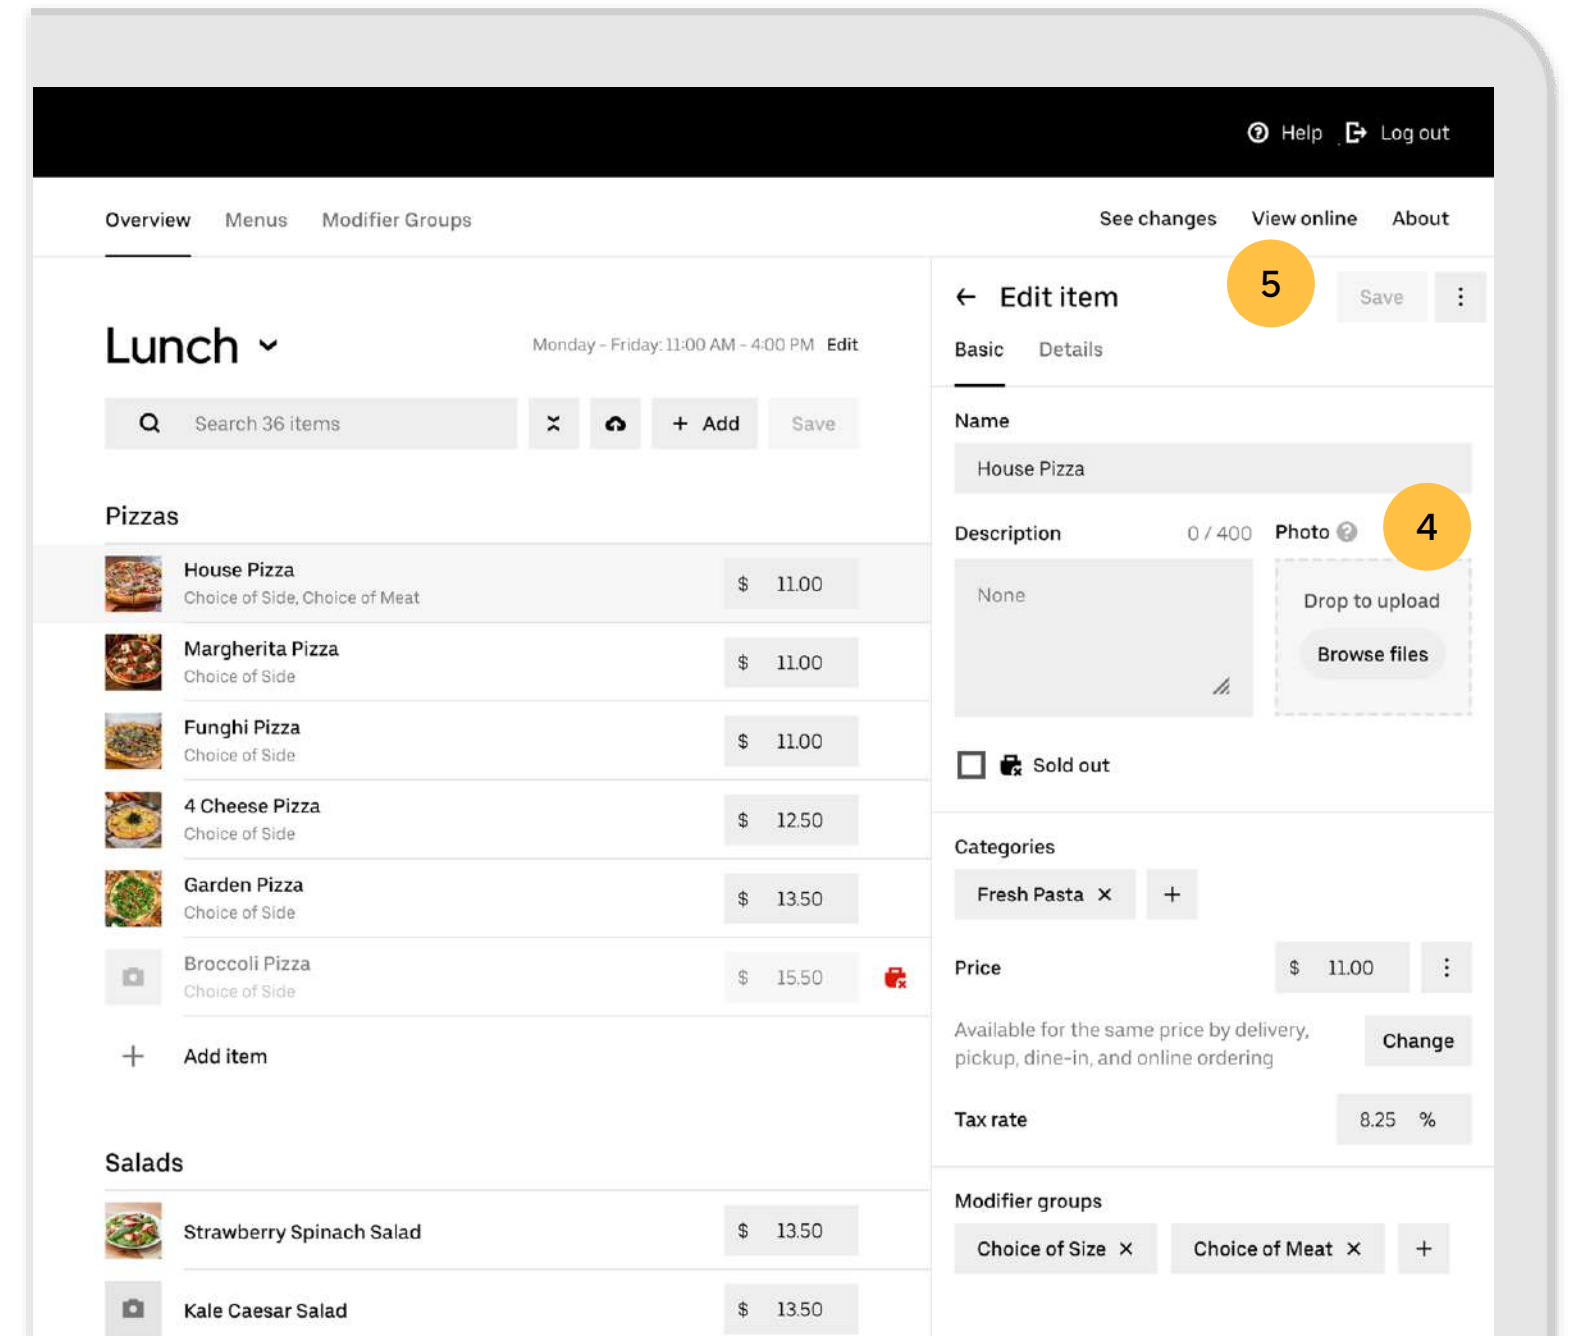 Help Log out
Overview Menus Modifier Groups
See changes View online About
Lunch
Monday - Friday: 11:00 AM - 4:00 PM Edit
Search 36 items
+ Add Save
Pizzas
House Pizza
Choice of Side, Choice of Meat
$ 11.00
Margherita Pizza
Choice of Side
$ 11.00
Funghi Pizza
Choice of Side
$ 11.00
4 Cheese Pizza
Choice of Side
$ 12.50
Garden Pizza
Choice of Side
$ 13.50
Broccoli Pizza
Choice of Side
$ 15.50
+ Add item
Salads
Strawberry Spinach Salad
$ 13.50
Kale Caesar Salad
$ 13.50
← Edit item
5
Save
Basic Details
Name
House Pizza
Description 0 / 400
None
Photo ?
4
Drop to upload
Browse files
Sold out
Categories
Fresh Pasta × +
Price
$ 11.00
Available for the same price by delivery,
pickup, dine-in, and online ordering
Change
Tax rate
8.25 %
Modifier groups
Choice of Size × Choice of Meat × +